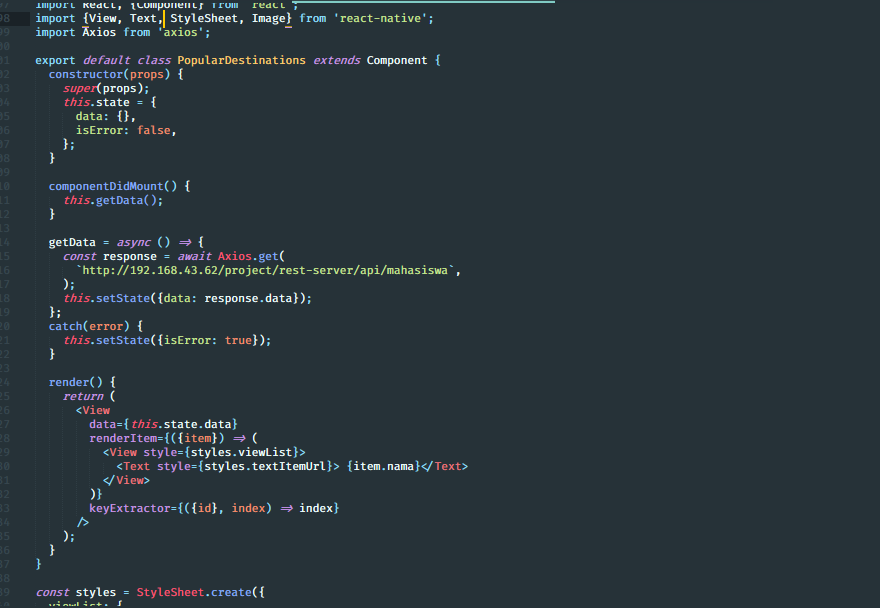 import React, {Component} from 'react';
import {View, Text, StyleSheet, Image} from 'react-native';
import Axios from 'axios';
export default class PopularDestinations extends Component {
constructor(props) {
super(props);
this.state = {
data: {},
isError: false,
};
}
componentDidMount() {
this.getData();
}
getData = async () => {
const response = await Axios.get(
`http://192.168.43.62/project/rest-server/api/mahasiswa`,
);
this.setState({data: response.data});
};
catch(error) {
this.setState({isError: true});
}
render() {
return (
<View
data={this.state.data}
renderItem={({item}) => (
<View style={styles.viewList}>
<Text style={styles.textItemUrl}> {item.nama}</Text>
</View>
)}
keyExtractor={({id}, index) => index}
/>
);
}
}
const styles = StyleSheet.create({
viewList: {